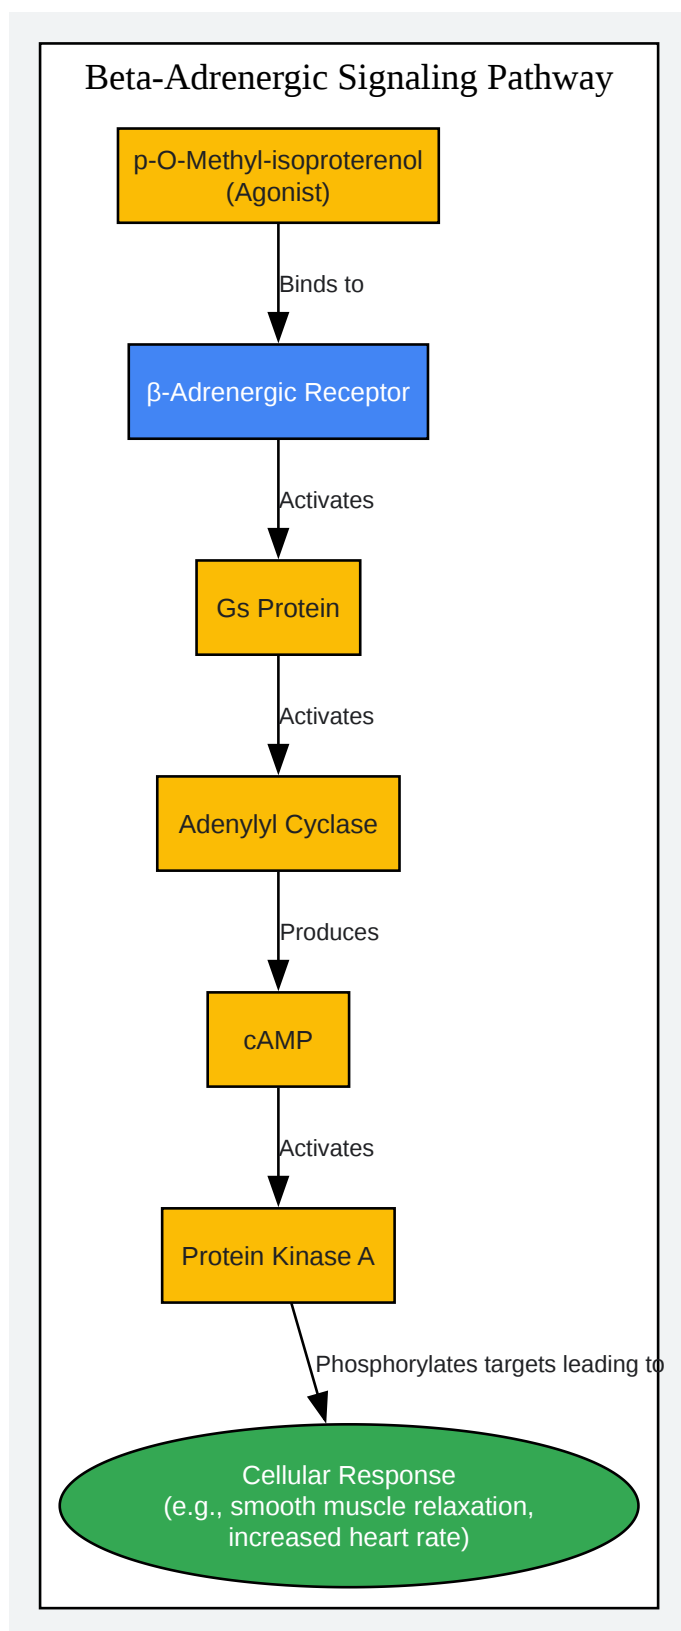 Beta-Adrenergic Signaling Pathway
p-O-Methyl-isoproterenol
(Agonist)
Binds to
β-Adrenergic Receptor
Activates
Gs Protein
Activates
Adenylyl Cyclase
Produces
cAMP
Activates
Protein Kinase A
Phosphorylates targets leading to
Cellular Response
(e.g., smooth muscle relaxation,
increased heart rate)